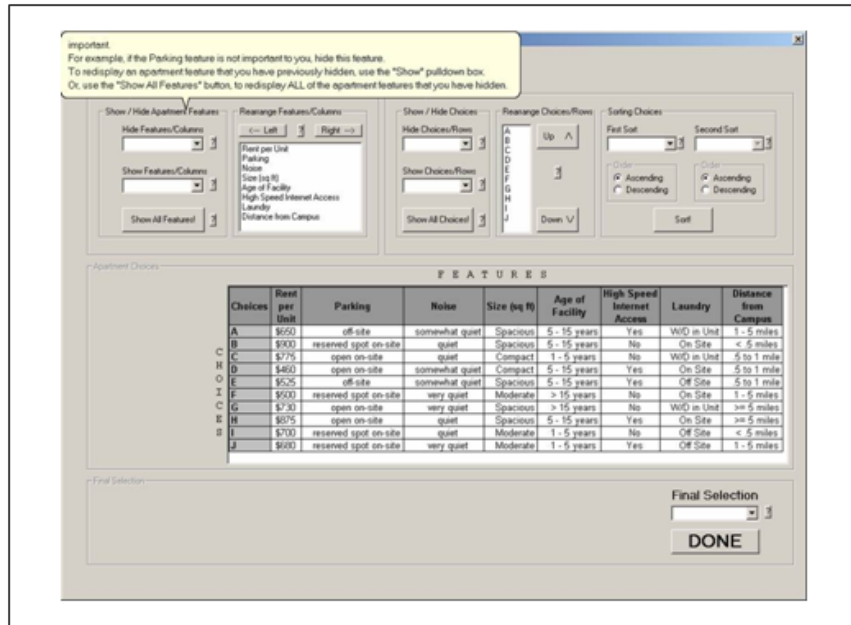 important.
For example, if the Parking feature is not important to you, hide this feature.
To redisplay an apartment feature that you have previously hidden, use the "Show" pulldown box.
Or, use the "Show All Features" button, to redisplay ALL of the apartment features that you have hidden.
Show / Hide Apartment Features
Hide Features/Columns
?
Show Features/Columns
?
Show All Features!
?
Rearrange Features/Columns
<-- Left
?
Right -->
Rent per Unit
Parking
Noise
Size (sq ft)
Age of Facility
High Speed Internet Access
Laundry
Distance from Campus
Show / Hide Choices
Hide Choices/Rows
?
Show Choices/Rows
?
Show All Choices!
?
Rearrange Choices/Rows
A
B
C
D
E
F
G
H
I
J
Up /\
?
Down \/
Sorting Choices
First Sort
?
Second Sort
?
Order
Ascending
Descending
Order
Ascending
Descending
Sort!
Apartment Choices
F E A T U R E S
C H O I C E S
Choices Rent per Unit Parking Noise Size (sq ft) Age of Facility High Speed Internet Access Laundry Distance from Campus
A $650 off-site somewhat quiet Spacious 5 - 15 years Yes W/D in Unit 1 - 5 miles
B $900 reserved spot on-site quiet Spacious 5 - 15 years No On Site < .5 miles
C $775 open on-site quiet Compact 1 - 5 years No W/D in Unit .5 to 1 mile
D $460 open on-site somewhat quiet Compact 5 - 15 years Yes On Site .5 to 1 mile
E $525 off-site somewhat quiet Spacious 5 - 15 years Yes Off Site .5 to 1 mile
F $500 reserved spot on-site very quiet Moderate > 15 years No On Site 1 - 5 miles
G $730 open on-site very quiet Spacious > 15 years No W/D in Unit >= 5 miles
H $875 open on-site quiet Spacious 5 - 15 years Yes On Site >= 5 miles
I $700 reserved spot on-site quiet Moderate 1 - 5 years No Off Site < .5 miles
J $680 reserved spot on-site very quiet Moderate 1 - 5 years Yes Off Site 1 - 5 miles
Final Selection
Final Selection
?
DONE